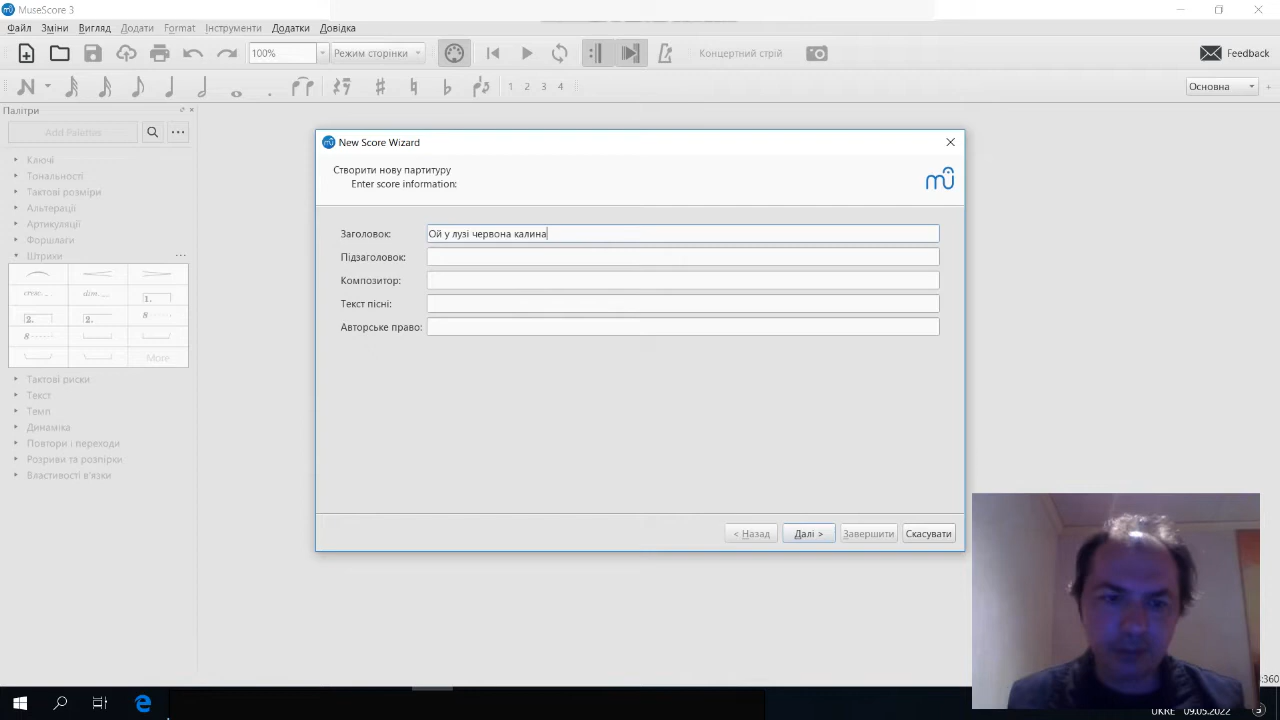 MuseScore 3
Файл Зміни Вигляд Додати Format Інструменти Додатки Довідка
100% Режим сторінки Концертний стрій Feedback
1 2 3 4 Основна
Палітри
Add Palettes
Ключі
Тональності
Тактові розміри
Альтерації
Артикуляції
Форшлаги
Штрики
cresc. dim. 1.
2. 2. 8
8
More
Тактові риски
Текст
Темп
Динаміка
Повтори і переходи
Розриви та розпірки
Властивості в'язки
New Score Wizard
Створити нову партитуру
Enter score information:
Заголовок: Ой у лузі червона калина
Підзаголовок:
Композитор:
Текст пісні:
Авторське право:
< Назад Далі > Завершити Скасувати
:360
UKRE 09.05.2022